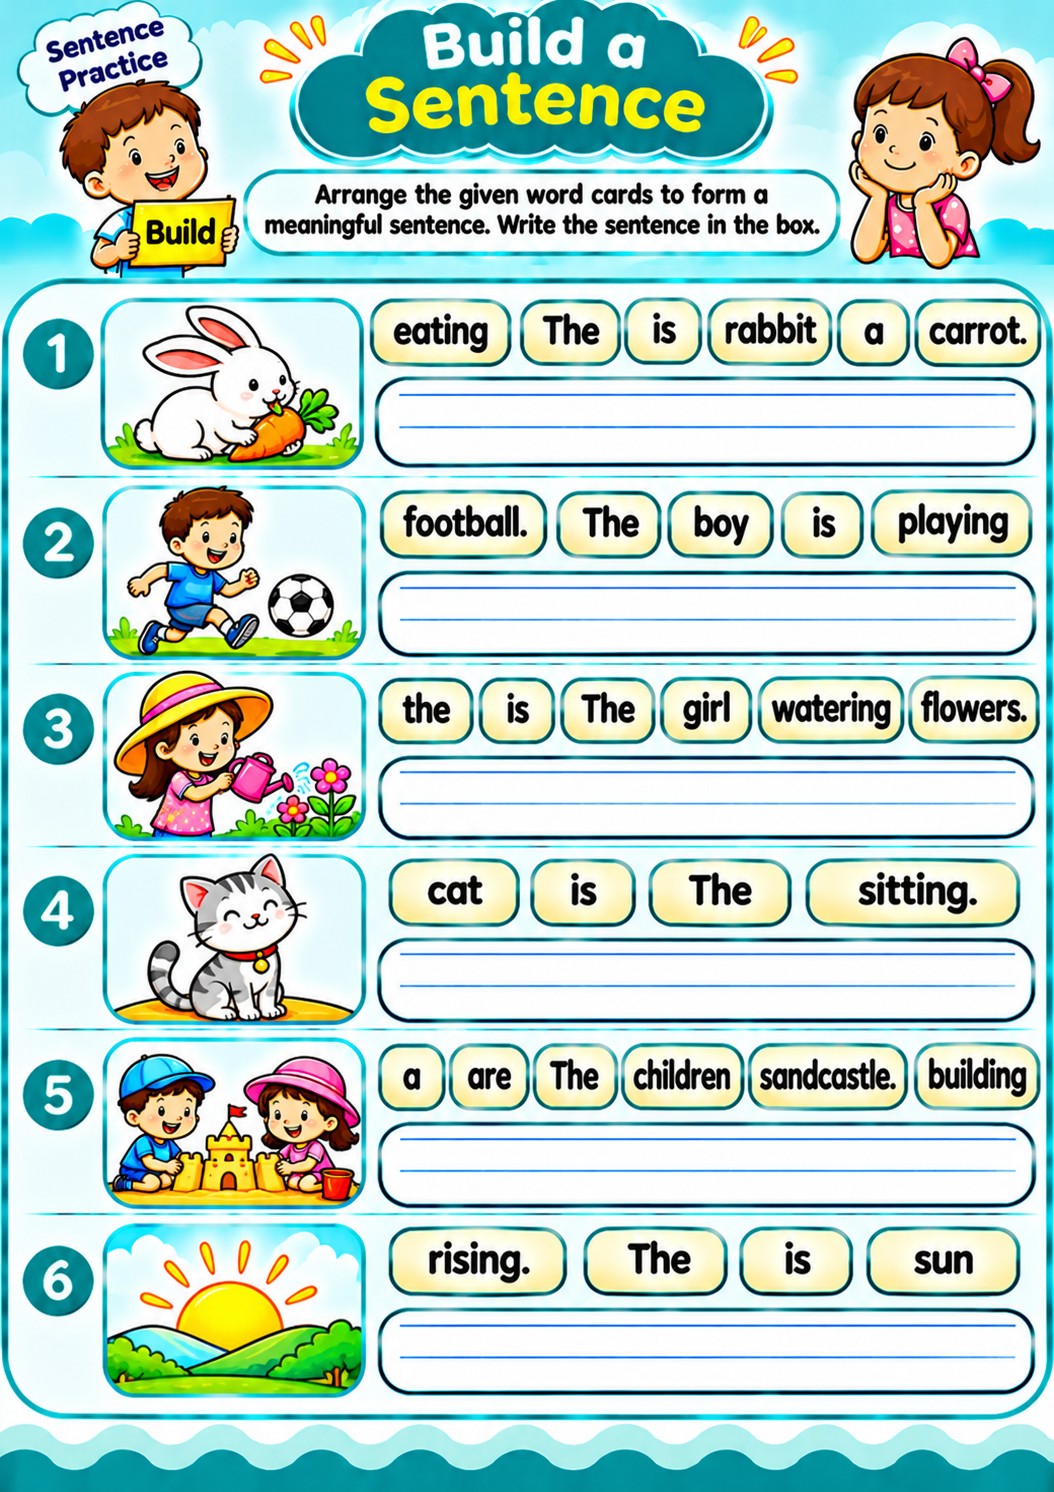 Sentence
Practice
Build
Build a
Sentence
Arrange the given word cards to form a
meaningful sentence. Write the sentence in the box.
1
eating The is rabbit a carrot.
2
football. The boy is playing
3
the is The girl watering flowers.
4
cat is The sitting.
5
a are The children sandcastle. building
6
rising. The is sun